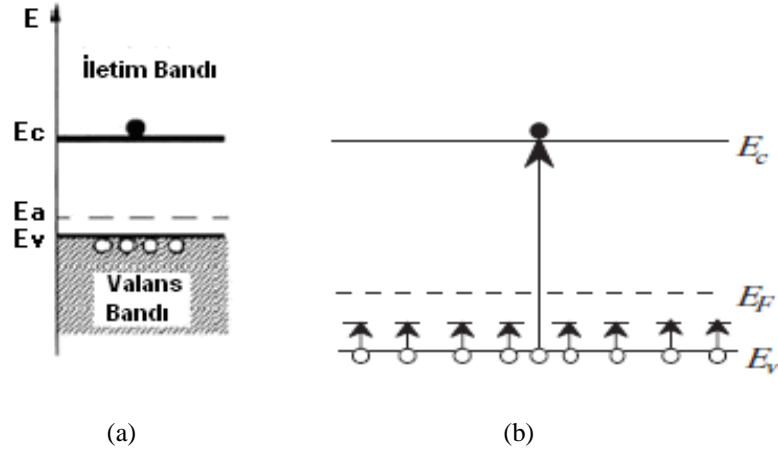 E
İletim Bandı
Ec
Ea
Ev
Valans
Bandı
(a)
E_c
E_F
E_v
(b)